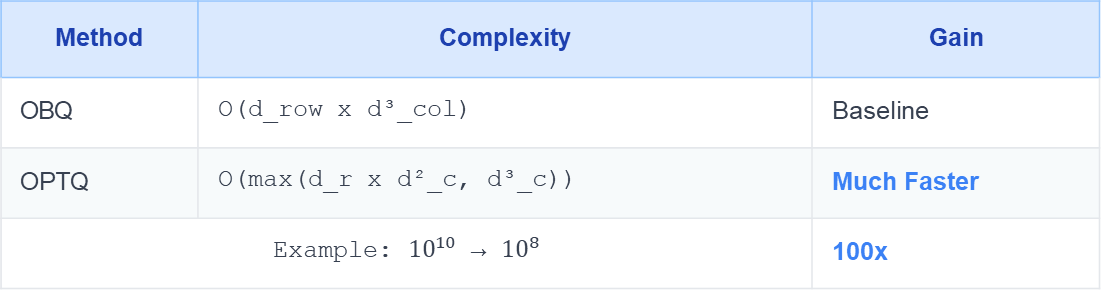 Method Complexity Gain
OBQ O(d_row x d³_col) Baseline
OPTQ O(max(d_r x d²_c, d³_c)) Much Faster
Example: 10¹⁰ → 10⁸ 100x